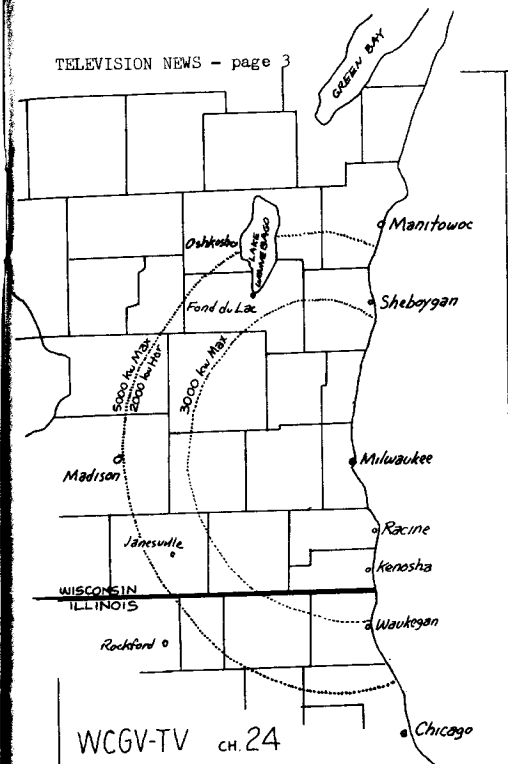 TELEVISION NEWS - page 3
GREEN BAY
Manitowoc
Oshkosh
LAKE
WINNEBAGO
Fond du Lac
Sheboygan
5000 kw Max
2000 kw Hor
3000 kw Max
Madison
Milwaukee
Janesville
Racine
Kenosha
WISCONSIN
ILLINOIS
Waukegan
Rockford
Chicago
WCGV-TV CH. 24